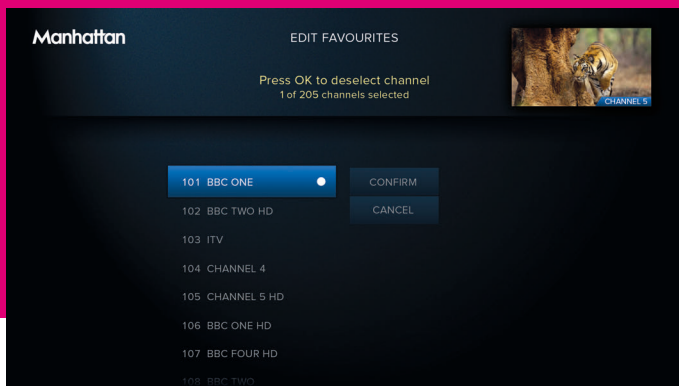 Manhattan
EDIT FAVOURITES
Press OK to deselect channel
1 of 205 channels selected
CHANNEL 5
101 BBC ONE
CONFIRM
102 BBC TWO HD
CANCEL
103 ITV
104 CHANNEL 4
105 CHANNEL 5 HD
106 BBC ONE HD
107 BBC FOUR HD
108 BBC TWO